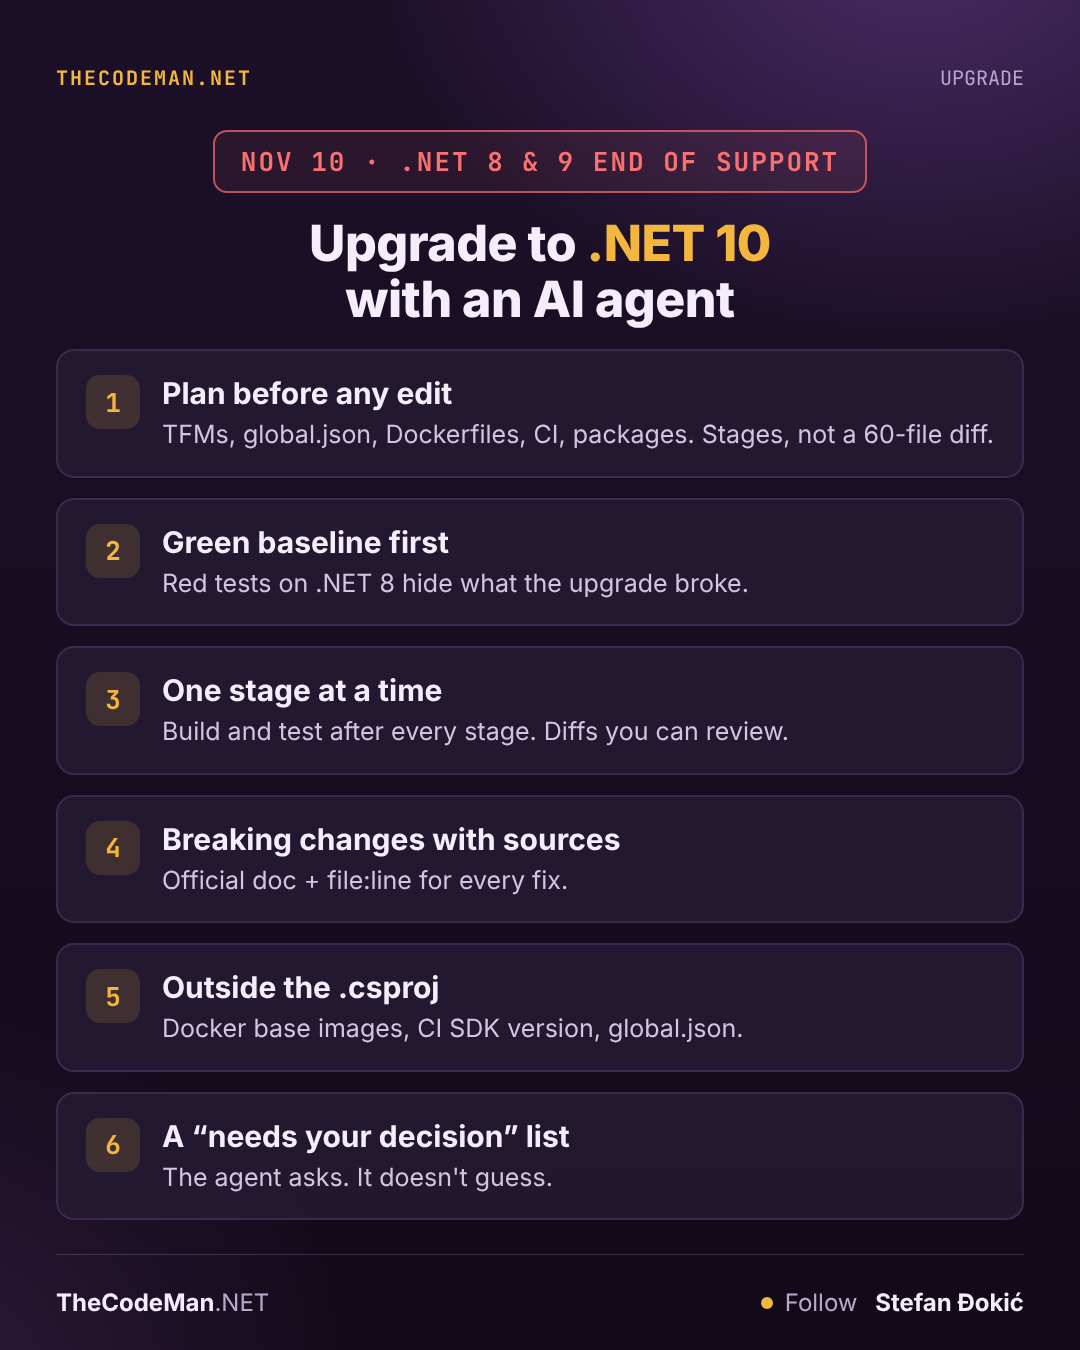 THECODEMAN.NET
UPGRADE
NOV 10 · .NET 8 & 9 END OF SUPPORT
Upgrade to .NET 10
with an AI agent
1
Plan before any edit
TFMs, global.json, Dockerfiles, CI, packages. Stages, not a 60-file diff.
2
Green baseline first
Red tests on .NET 8 hide what the upgrade broke.
3
One stage at a time
Build and test after every stage. Diffs you can review.
4
Breaking changes with sources
Official doc + file:line for every fix.
5
Outside the .csproj
Docker base images, CI SDK version, global.json.
6
A “needs your decision” list
The agent asks. It doesn't guess.
TheCodeMan.NET
Follow Stefan Đokić